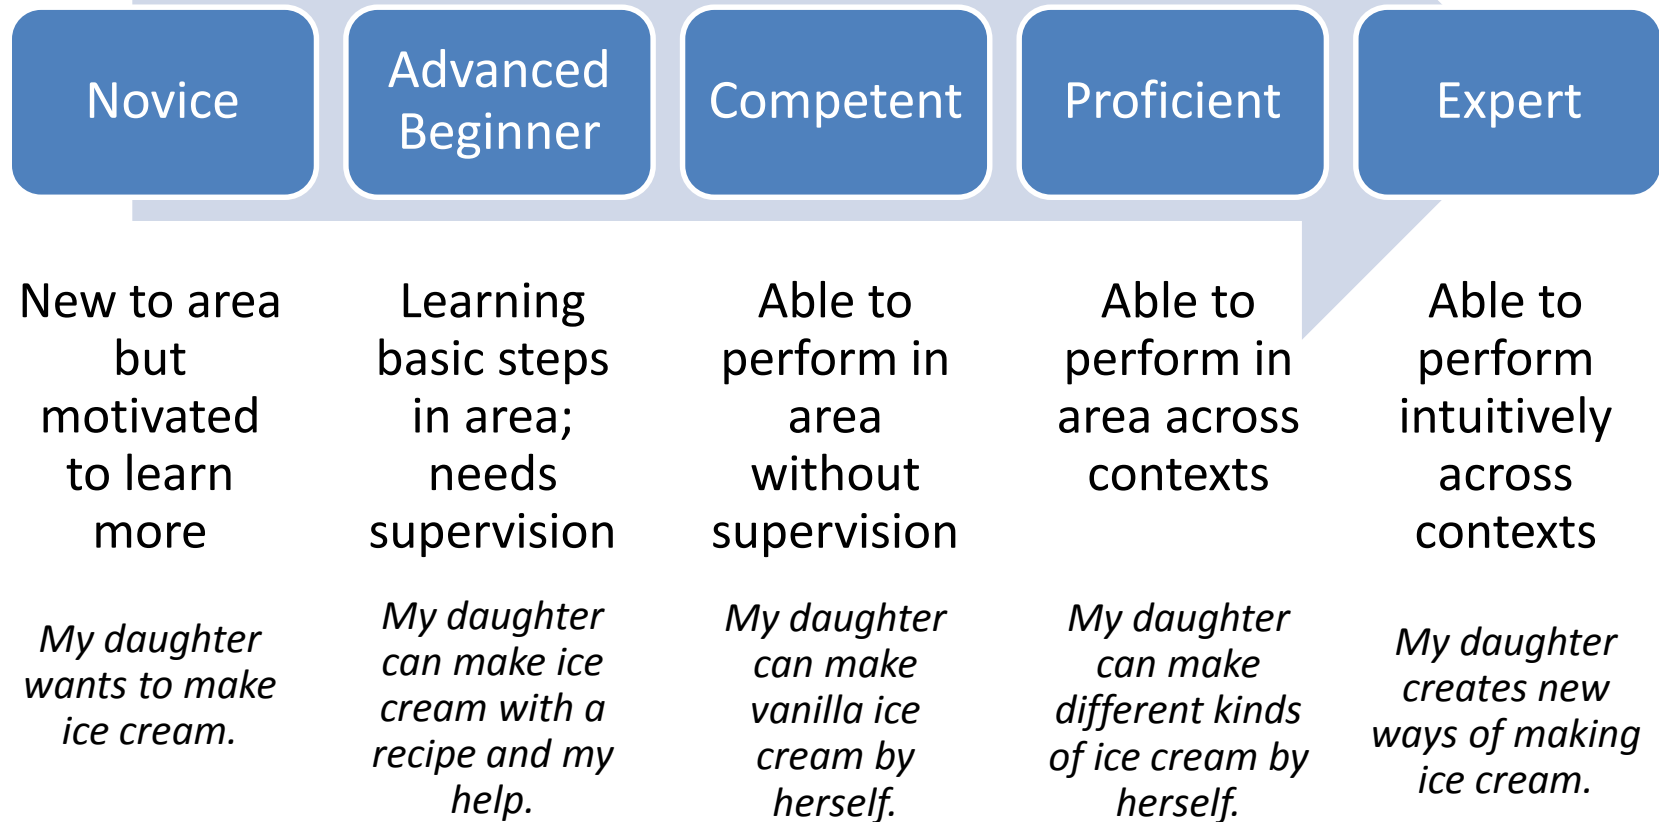 Novice
Advanced
Beginner
Competent
Proficient
Expert
New to area
but
motivated
to learn
more
Learning
basic steps
in area;
needs
supervision
Able to
perform in
area
without
supervision
Able to
perform in
area across
contexts
Able to
perform
intuitively
across
contexts
My daughter
wants to make
ice cream.
My daughter
can make ice
cream with a
recipe and my
help.
My daughter
can make
vanilla ice
cream by
herself.
My daughter
can make
different kinds
of ice cream by
herself.
My daughter
creates new
ways of making
ice cream.